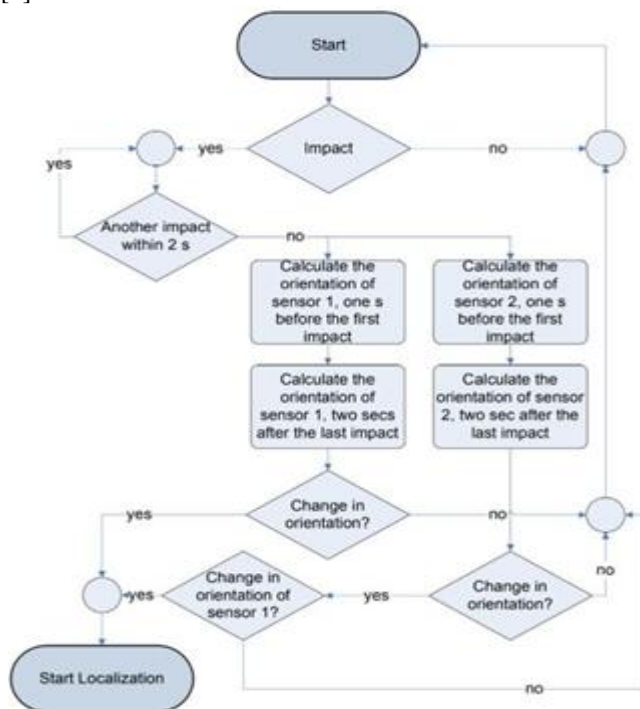 Start
Impact
yes
no
yes
Another impact
within 2 s
no
Calculate the
orientation of
sensor 1, one s
before the first
impact
Calculate the
orientation of
sensor 2, one s
before the first
impact
Calculate the
orientation of
sensor 1, two secs
after the last impact
Calculate the
orientation of sensor
2, two sec after the
last impact
Change in
orientation?
yes
no
Change in
orientation of
sensor 1?
yes
yes
Change in
orientation?
no
Start Localization
no